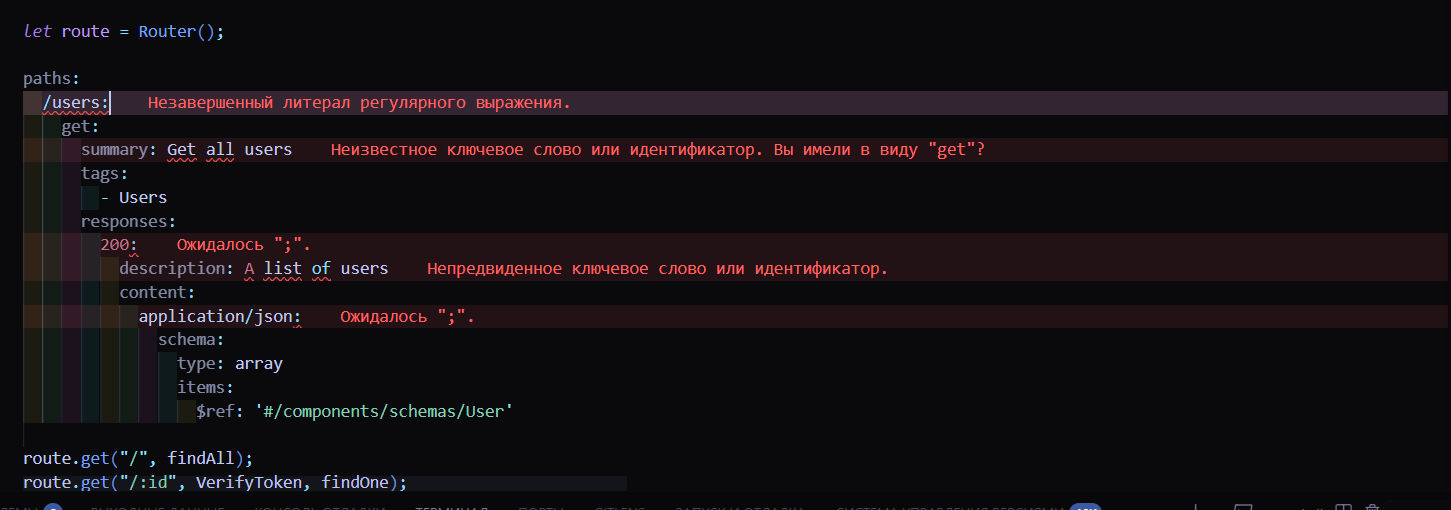 let route = Router();
paths:
/users: Незавершенный литерал регулярного выражения.
get:
summary: Get all users Неизвестное ключевое слово или идентификатор. Вы имели в виду "get"?
tags:
- Users
responses:
200: Ожидалось ";".
description: A list of users Непредвиденное ключевое слово или идентификатор.
content:
application/json: Ожидалось ";".
schema:
type: array
items:
$ref: '#/components/schemas/User'
route.get("/", findAll);
route.get("/:id", VerifyToken, findOne);